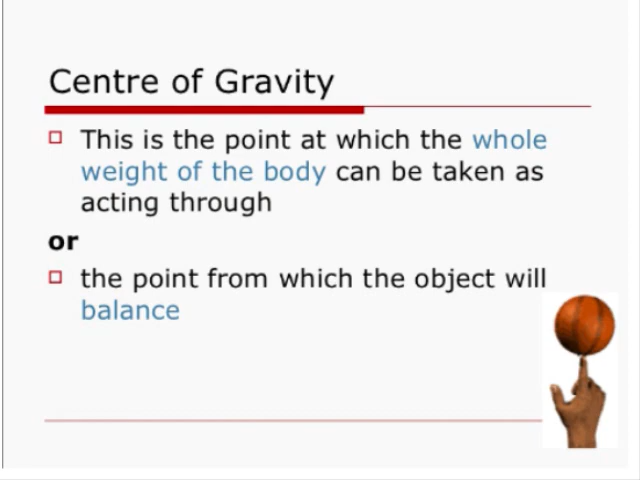 Centre of Gravity
This is the point at which the whole
weight of the body can be taken as
acting through
or
the point from which the object will
balance